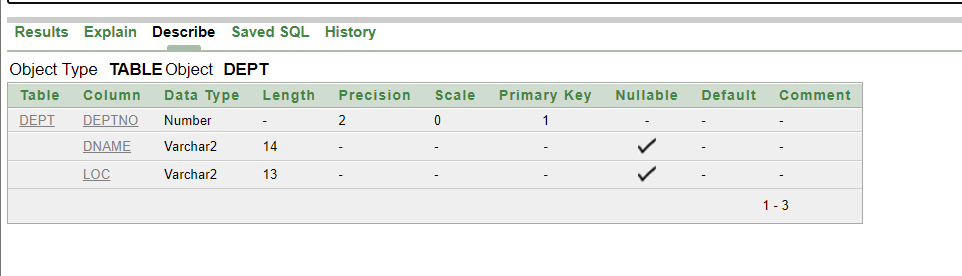 Results Explain Describe Saved SQL History
Object Type TABLE Object DEPT
Table Column Data Type Length Precision Scale Primary Key Nullable Default Comment
DEPT DEPTNO Number - 2 0 1 - - -
DNAME Varchar2 14 - - - ✓ - -
LOC Varchar2 13 - - - ✓ - -
1 - 3